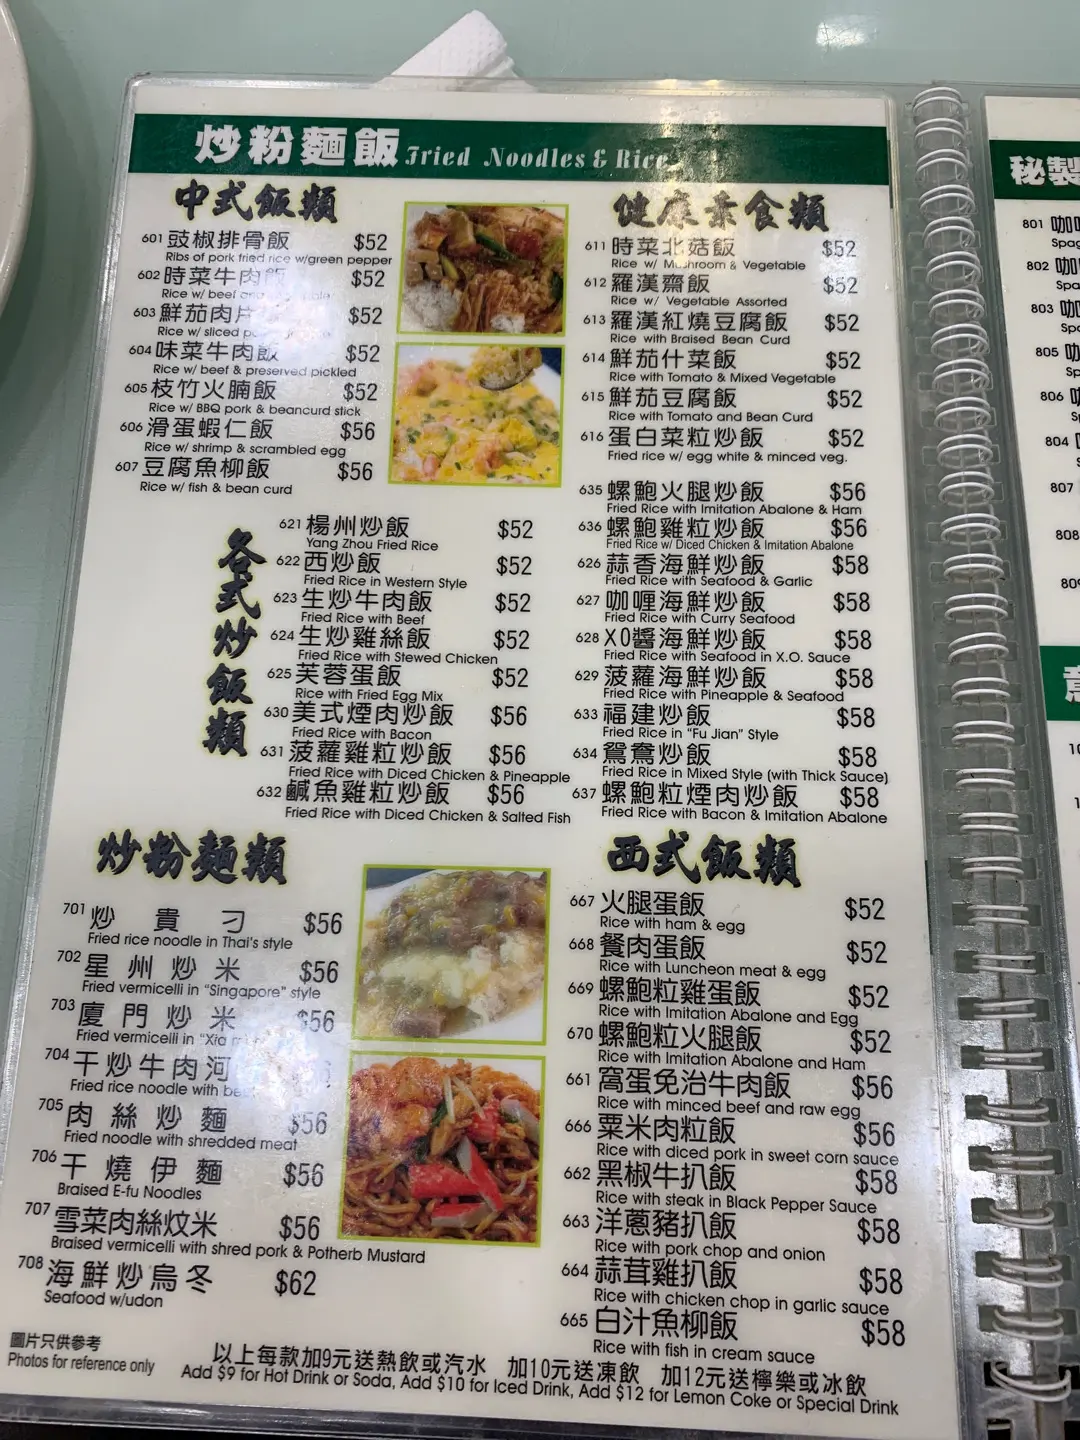 炒粉麵飯 Fried Noodles & Rice
中式飯類
601 豉椒排骨飯 $52
Ribs of pork fried rice w/green pepper
602 時菜牛肉飯 $52
Rice w/ beef and
603 鮮茄肉片 $52
Rice w/ sliced
604 味菜牛肉飯 $52
Rice w/ beef & preserved pickled
605 枝竹火腩飯 $52
Rice w/ BBQ pork & beancurd stick
606 滑蛋蝦仁飯 $56
Rice w/ shrimp & scrambled egg
607 豆腐魚柳飯 $56
Rice w/ fish & bean curd
健康素食類
611 時菜北菇飯 $52
Rice w/ Mushroom & Vegetable
612 羅漢齋飯 $52
Rice w/ Vegetable Assorted
613 羅漢紅燒豆腐飯 $52
Rice with Braised Bean Curd
614 鮮茄什菜飯 $52
Rice with Tomato & Mixed Vegetable
615 鮮茄豆腐飯 $52
Rice with Tomato and Bean Curd
616 蛋白菜粒炒飯 $52
Fried rice w/ egg white & minced veg.
各式炒飯類
621 楊州炒飯 $52
Yang Zhou Fried Rice
622 西炒飯 $52
Fried Rice in Western Style
623 生炒牛肉飯 $52
Fried Rice with Beef
624 生炒雞絲飯 $52
Fried Rice with Stewed Chicken
625 芙蓉蛋飯 $52
Rice with Fried Egg Mix
630 美式煙肉炒飯 $56
Fried Rice with Bacon
631 菠蘿雞粒炒飯 $56
Fried Rice with Diced Chicken & Pineapple
632 鹹魚雞粒炒飯 $56
Fried Rice with Diced Chicken & Salted Fish
635 螺鮑火腿炒飯 $56
Fried Rice with Imitation Abalone & Ham
636 螺鮑雞粒炒飯 $56
Fried Rice w/ Diced Chicken & Imitation Abalone
626 蒜香海鮮炒飯 $58
Fried Rice with Seafood & Garlic
627 咖喱海鮮炒飯 $58
Fried Rice with Curry Seafood
628 XO醬海鮮炒飯 $58
Fried Rice with Seafood in X.O. Sauce
629 菠蘿海鮮炒飯 $58
Fried Rice with Pineapple & Seafood
633 福建炒飯 $58
Fried Rice in "Fu Jian" Style
634 鴛鴦炒飯 $58
Fried Rice in Mixed Style (with Thick Sauce)
637 螺鮑粒煙肉炒飯 $58
Fried Rice with Bacon & Imitation Abalone
炒粉麵類
701 炒貴刁 $56
Fried rice noodle in Thai's style
702 星州炒米 $56
Fried vermicelli in "Singapore" style
703 廈門炒米 $56
Fried vermicelli in "Xia
704 干炒牛肉河
Fried rice noodle with
705 肉絲炒麵 $56
Fried noodle with shredded meat
706 干燒伊麵 $56
Braised E-fu Noodles
707 雪菜肉絲炆米 $56
Braised vermicelli with shred pork & Potherb Mustard
708 海鮮炒烏冬 $62
Seafood w/udon
西式飯類
667 火腿蛋飯 $52
Rice with ham & egg
668 餐肉蛋飯 $52
Rice with Luncheon meat & egg
669 螺鮑粒雞蛋飯 $52
Rice with Imitation Abalone and Egg
670 螺鮑粒火腿飯 $52
Rice with Imitation Abalone and Ham
661 窩蛋免治牛肉飯 $56
Rice with minced beef and raw egg
666 粟米肉粒飯 $56
Rice with diced pork in sweet corn sauce
662 黑椒牛扒飯 $58
Rice with steak in Black Pepper Sauce
663 洋蔥豬扒飯 $58
Rice with pork chop and onion
664 蒜茸雞扒飯 $58
Rice with chicken chop in garlic sauce
665 白汁魚柳飯 $58
Rice with fish in cream sauce
圖片只供參考
Photos for reference only
以上每款加9元送熱飲或汽水 加10元送凍飲 加12元送檸樂或冰飲
Add $9 for Hot Drink or Soda, Add $10 for Iced Drink, Add $12 for Lemon Coke or Special Drink
秘製
801 咖
Spag
802 咖
Spa
803 咖
805 咖
806 咖
804
807
808
809